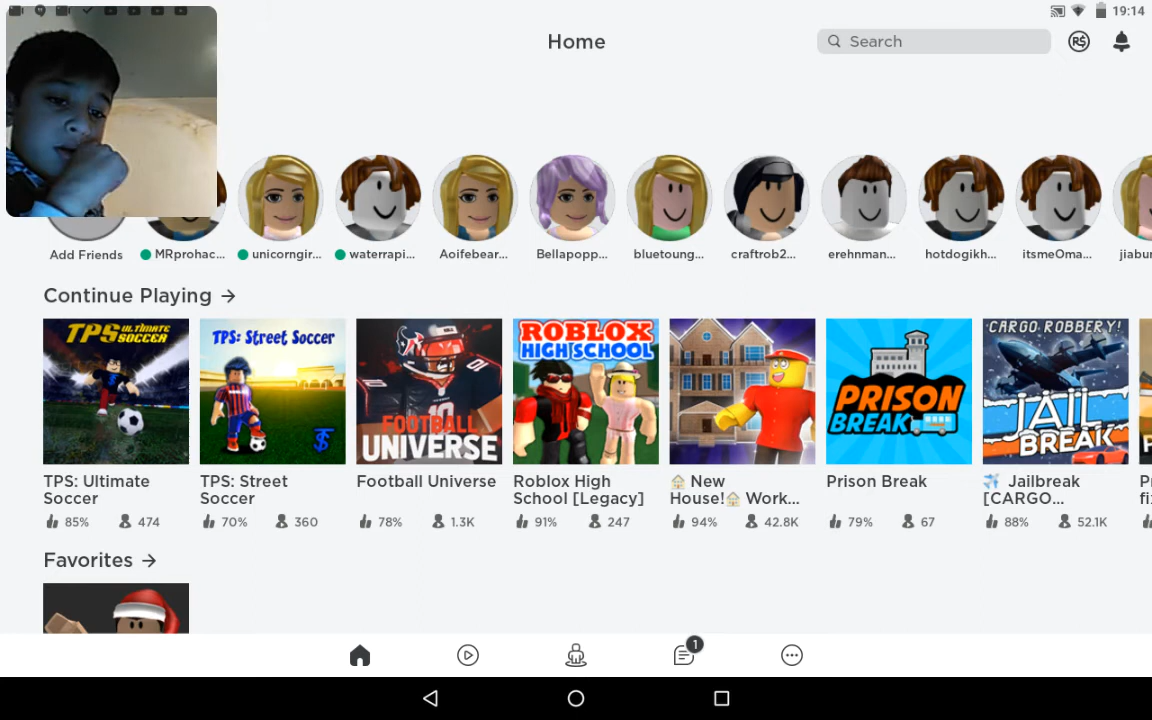 19:14
Home
Search
Add Friends
MRprohac...
unicorngir...
waterrapi...
Aoifebear...
Bellapopp...
bluetoung...
craftrob2...
erehnman...
hotdogikh...
itsmeOma...
jiabur
Continue Playing →
TPS ULTIMATE SOCCER
TPS: Street Soccer
FOOTBALL
UNIVERSE
ROBLOX
HIGH SCHOOL
PRISON
BREAK
CARGO ROBBERY!
JAIL
BREAK
TPS: Ultimate
Soccer
TPS: Street
Soccer
Football Universe
Roblox High
School [Legacy]
🏠 New
House!🏠 Work...
Prison Break
✈️ Jailbreak
[CARGO...
85% 474
70% 360
78% 1.3K
91% 247
94% 42.8K
79% 67
88% 52.1K
Favorites →
1